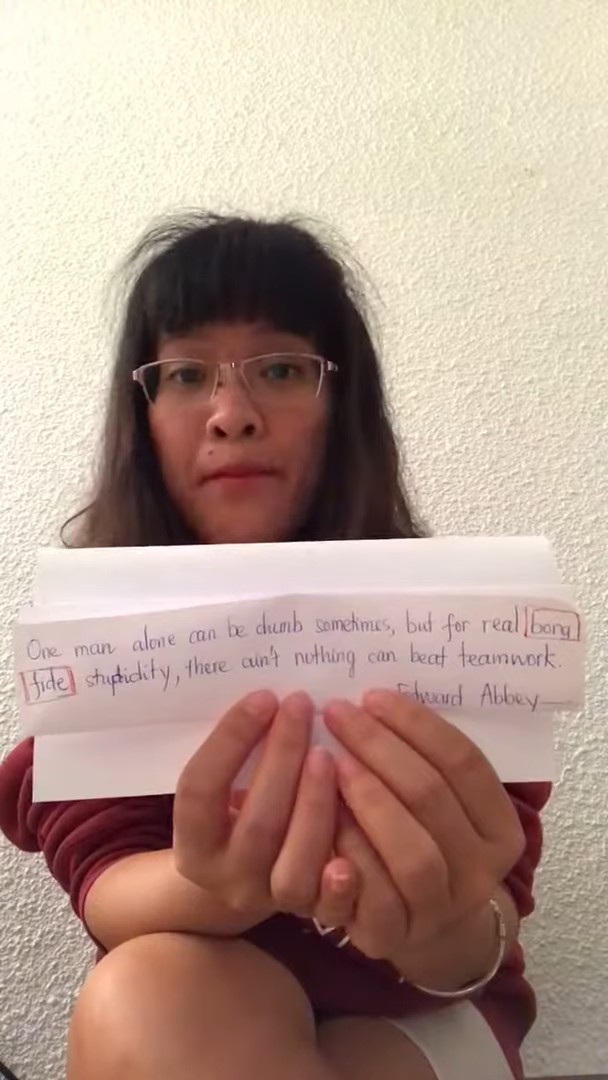 One man alone can be dumb sometimes, but for real bona
fide stupidity, there ain't nothing can beat teamwork.
Edward Abbey